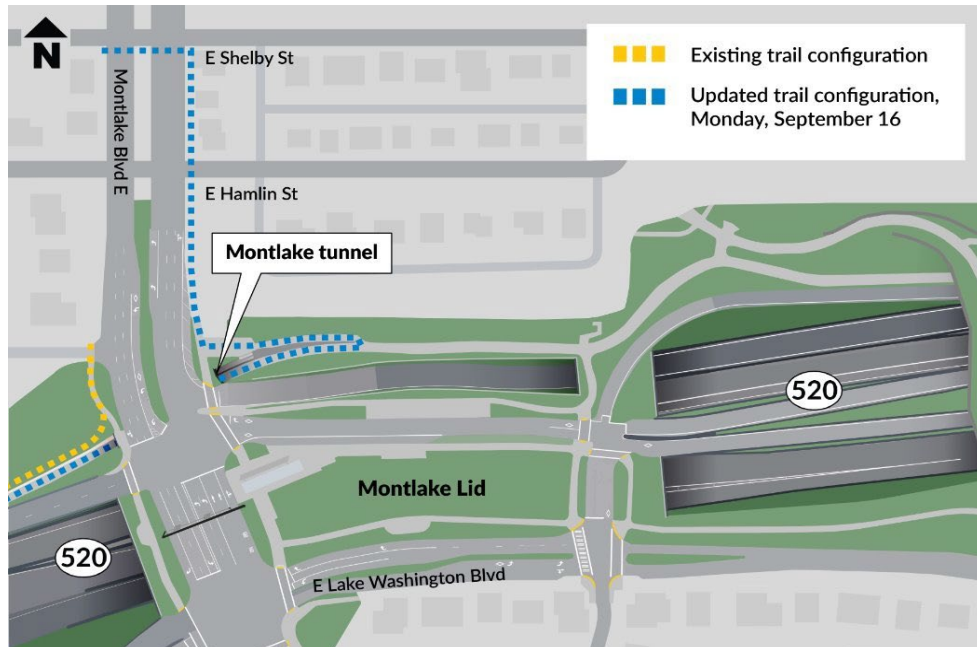 N
E Shelby St
Existing trail configuration
Updated trail configuration,
Monday, September 16
Montlake Blvd E
E Hamlin St
Montlake tunnel
520
Montlake Lid
520
E Lake Washington Blvd